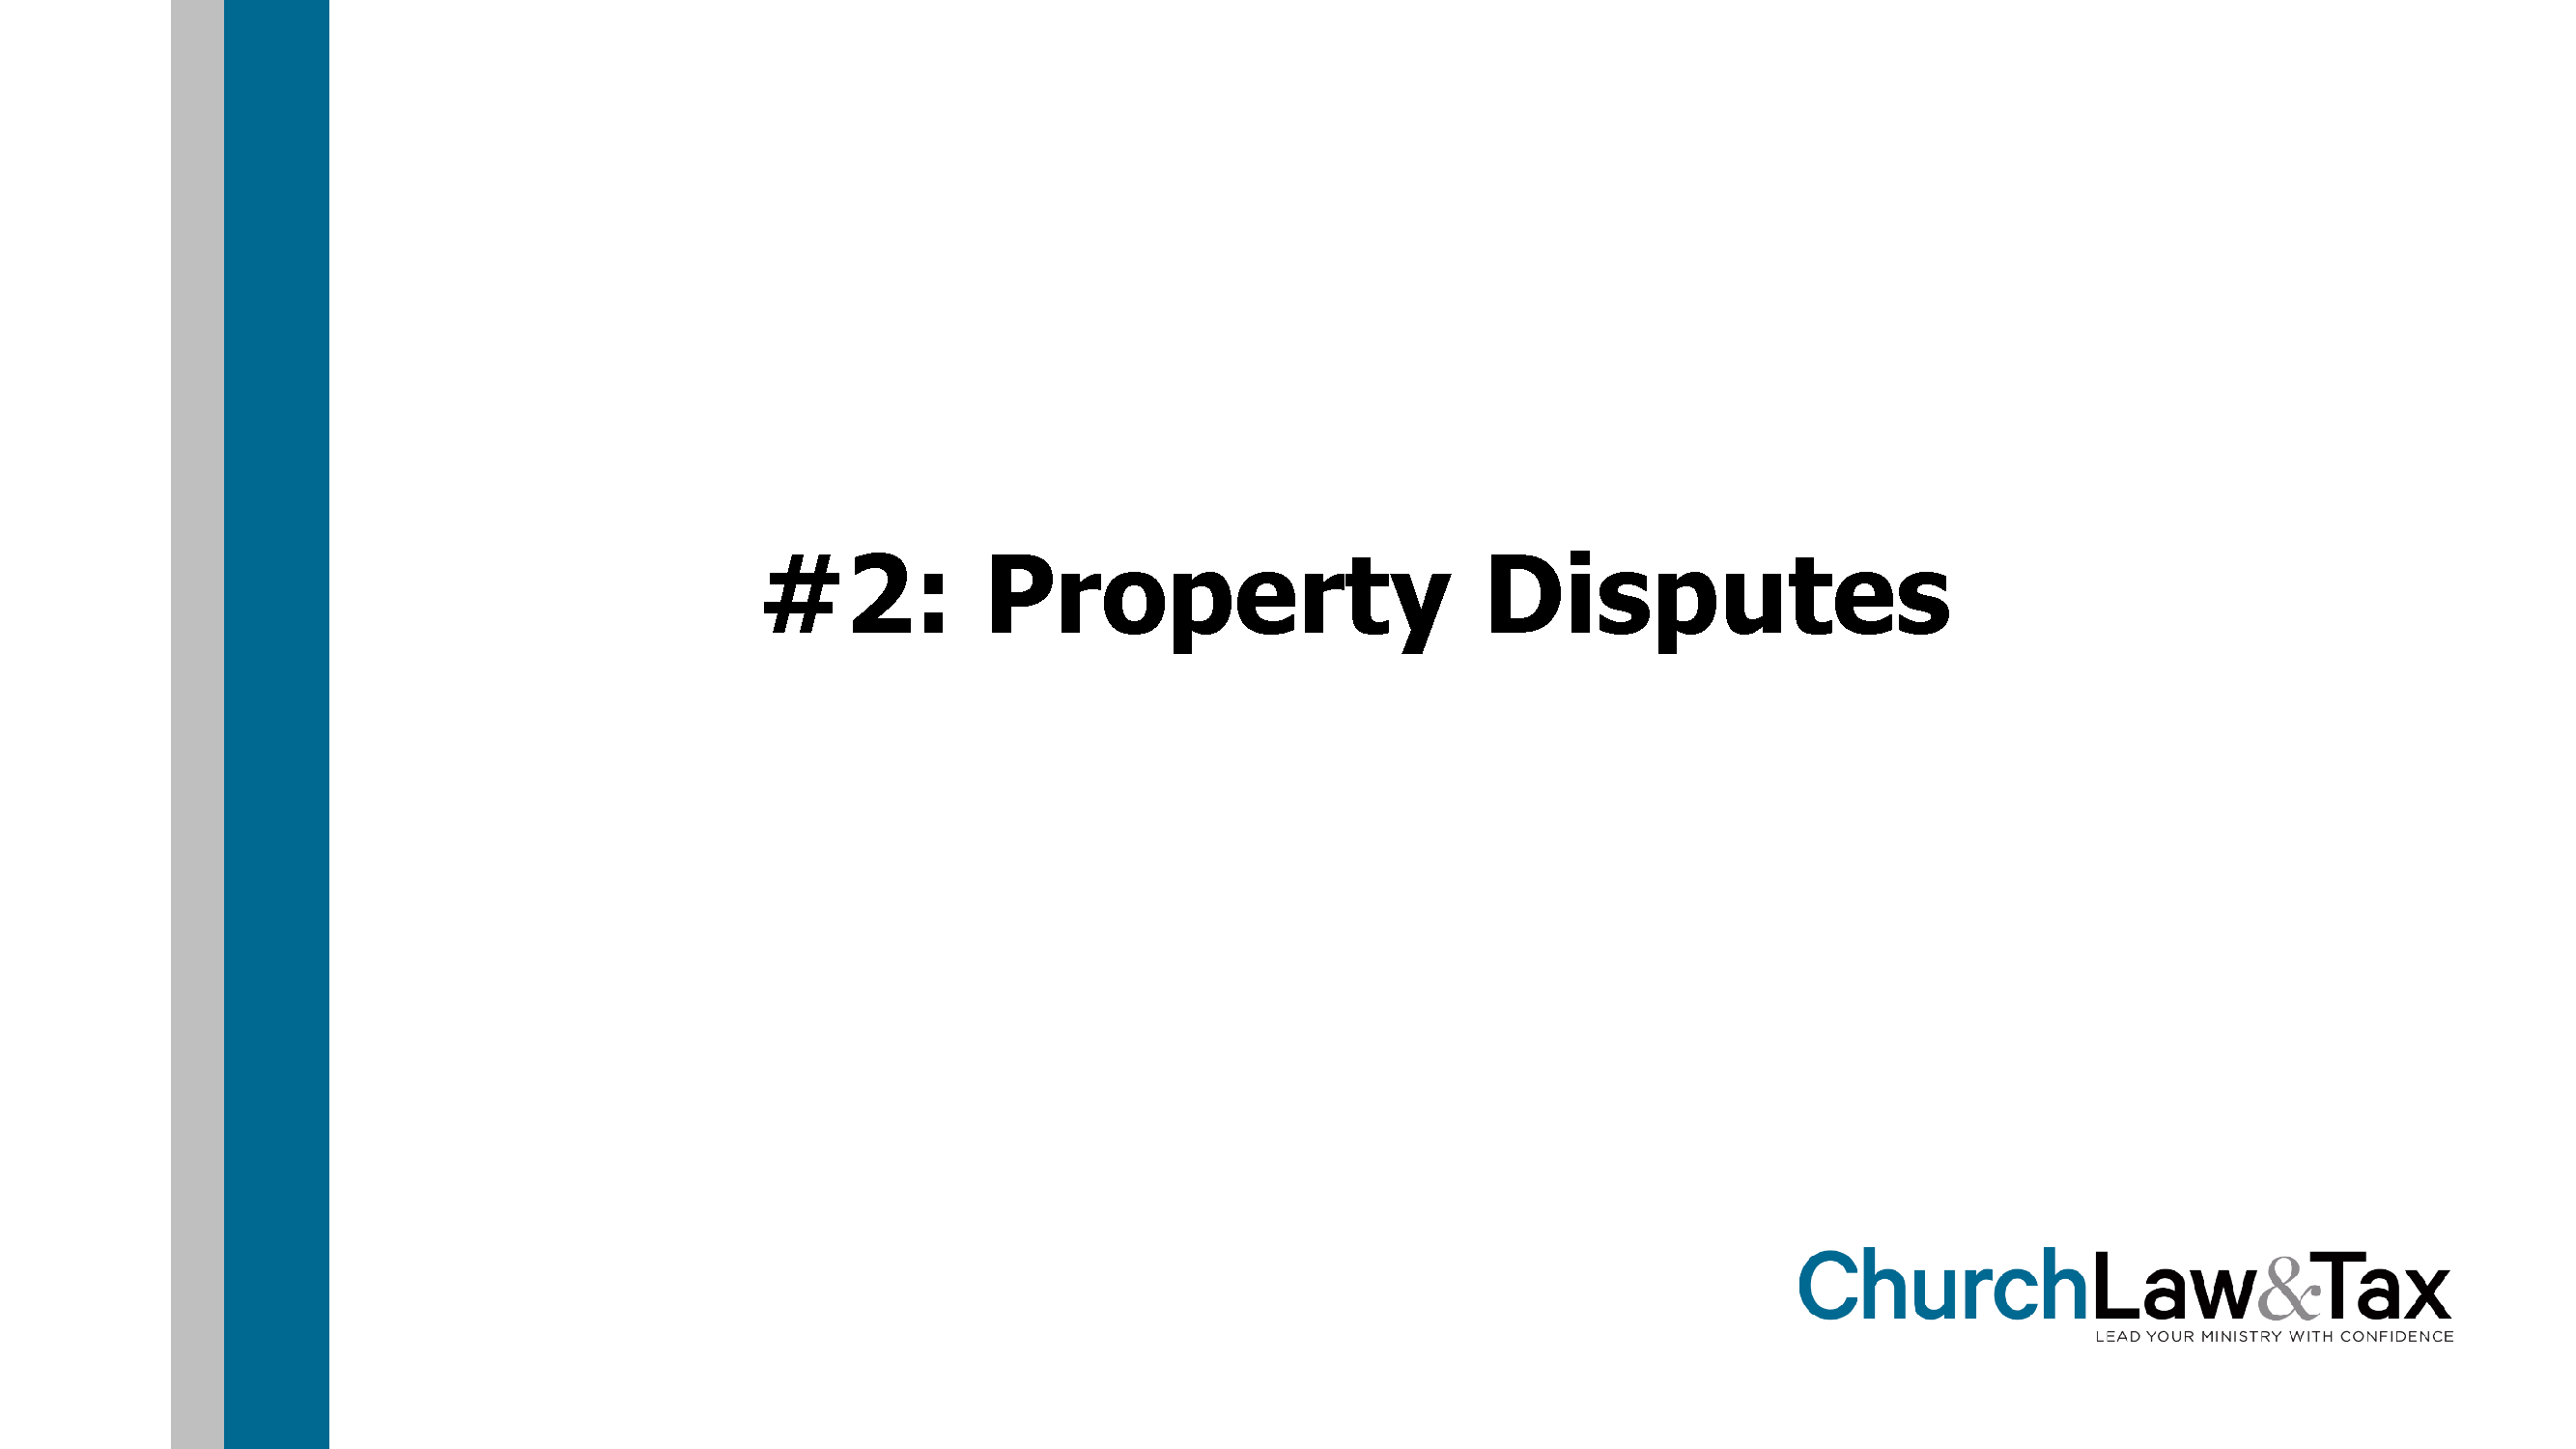 #2: Property Disputes
ChurchLaw&Tax
LEAD YOUR MINISTRY WITH CONFIDENCE